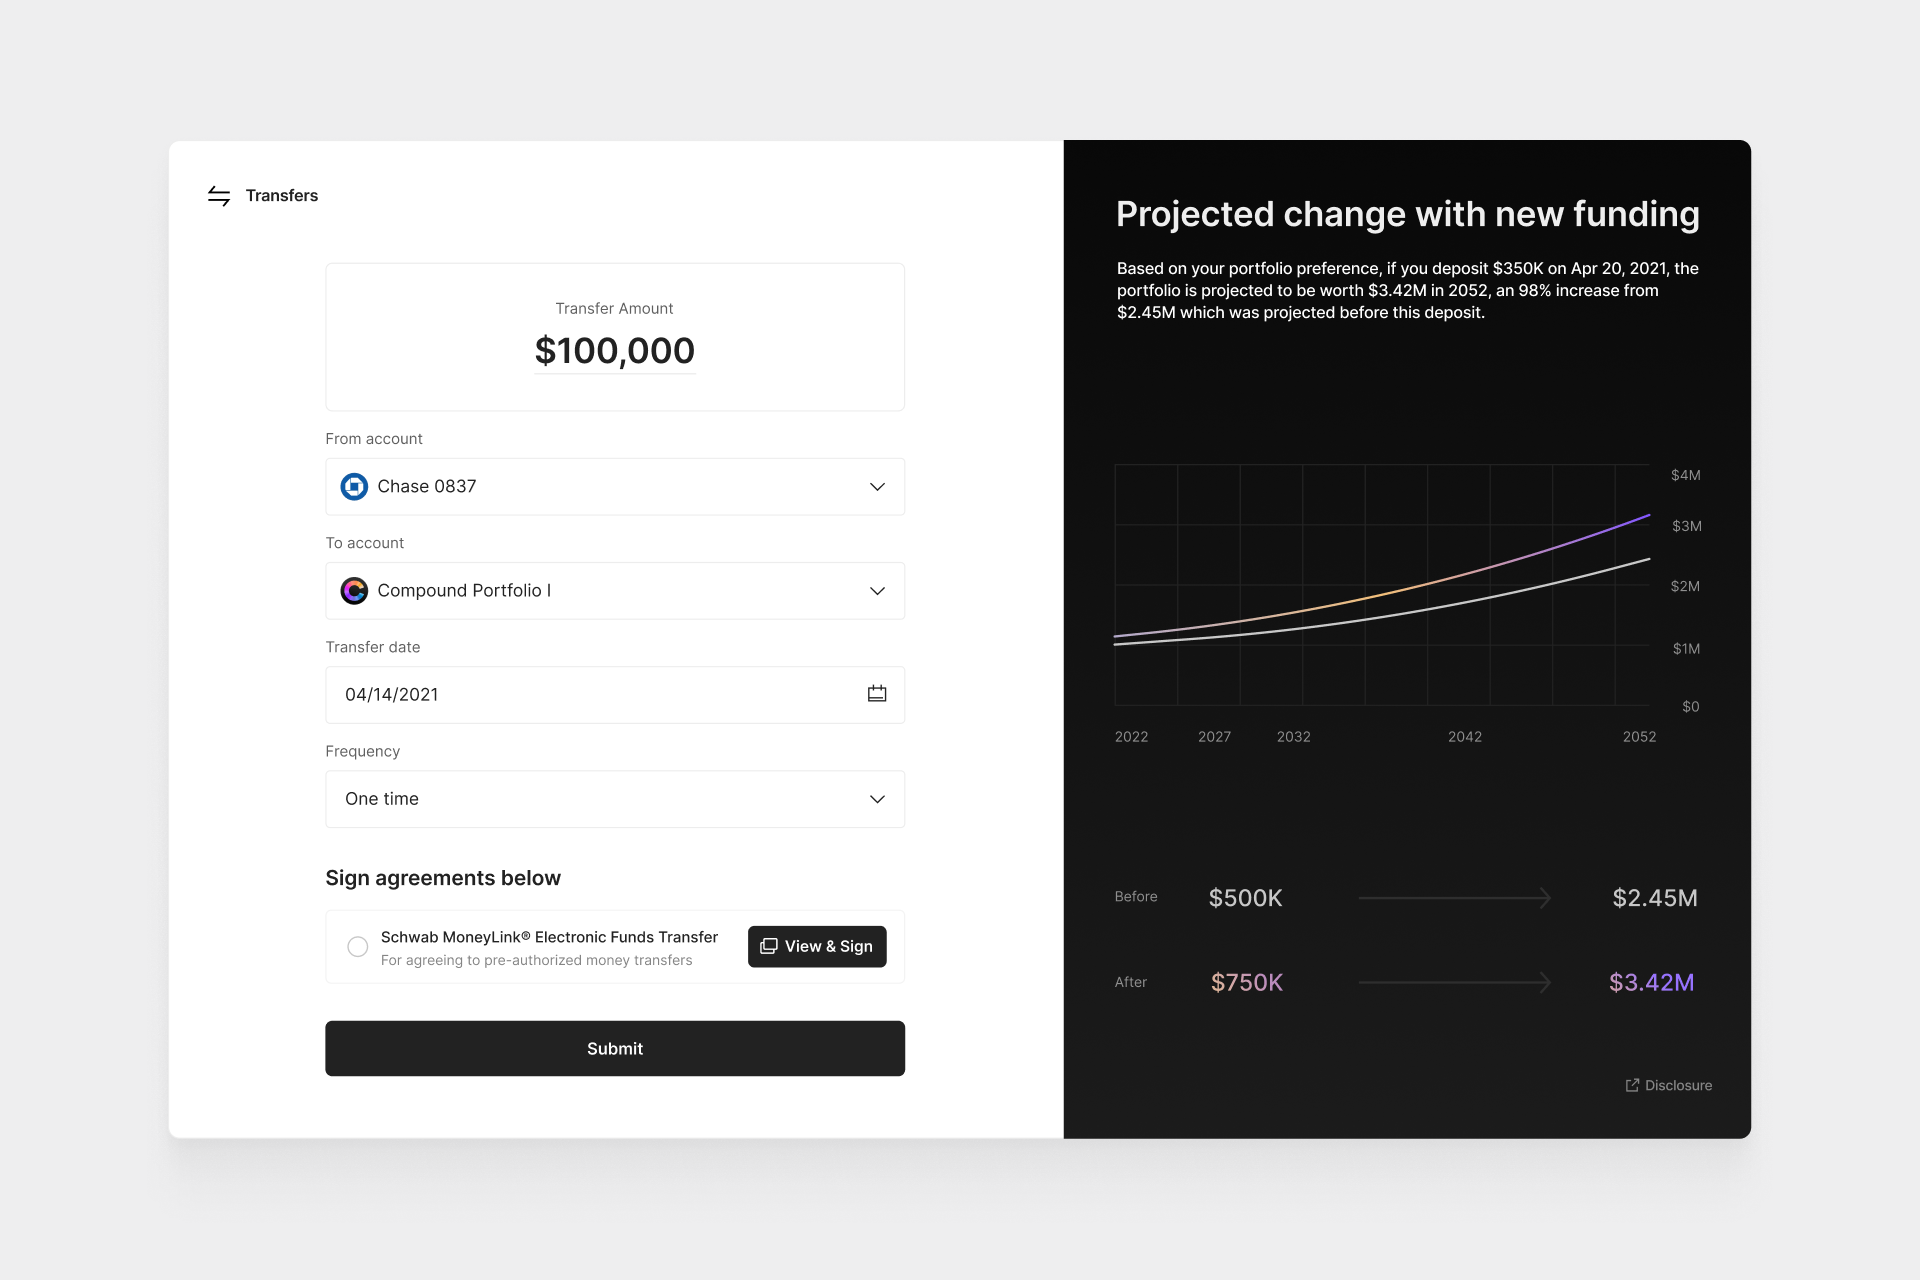 Transfers
Transfer Amount
$100,000
From account
Chase 0837
To account
Compound Portfolio I
Transfer date
04/14/2021
Frequency
One time
Sign agreements below
Schwab MoneyLink® Electronic Funds Transfer
For agreeing to pre-authorized money transfers
View & Sign
Submit
Projected change with new funding
Based on your portfolio preference, if you deposit $350K on Apr 20, 2021, the
portfolio is projected to be worth $3.42M in 2052, an 98% increase from
$2.45M which was projected before this deposit.
$4M
$3M
$2M
$1M
$0
2022 2027 2032 2042 2052
Before $500K $2.45M
After $750K $3.42M
Disclosure